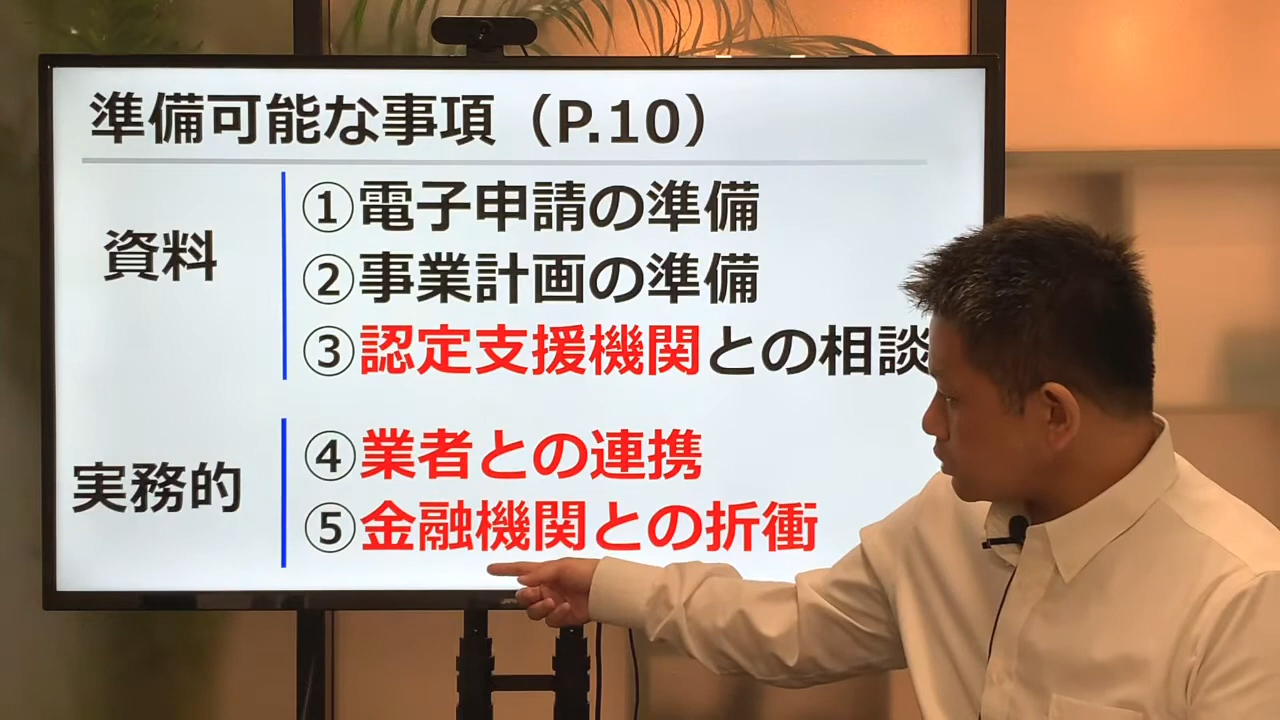 準備可能な事項（P.10）
資料
①電子申請の準備
②事業計画の準備
③認定支援機関との相談
実務的
④業者との連携
⑤金融機関との折衝